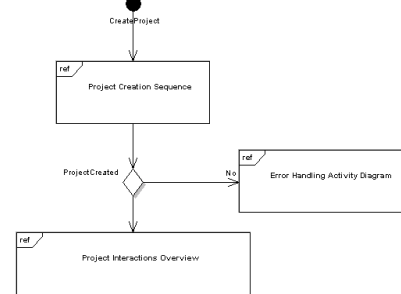 CreateProject
ref
Project Creation Sequence
ProjectCreated
No
ref
Error Handling Activity Diagram
ref
Project Interactions Overview